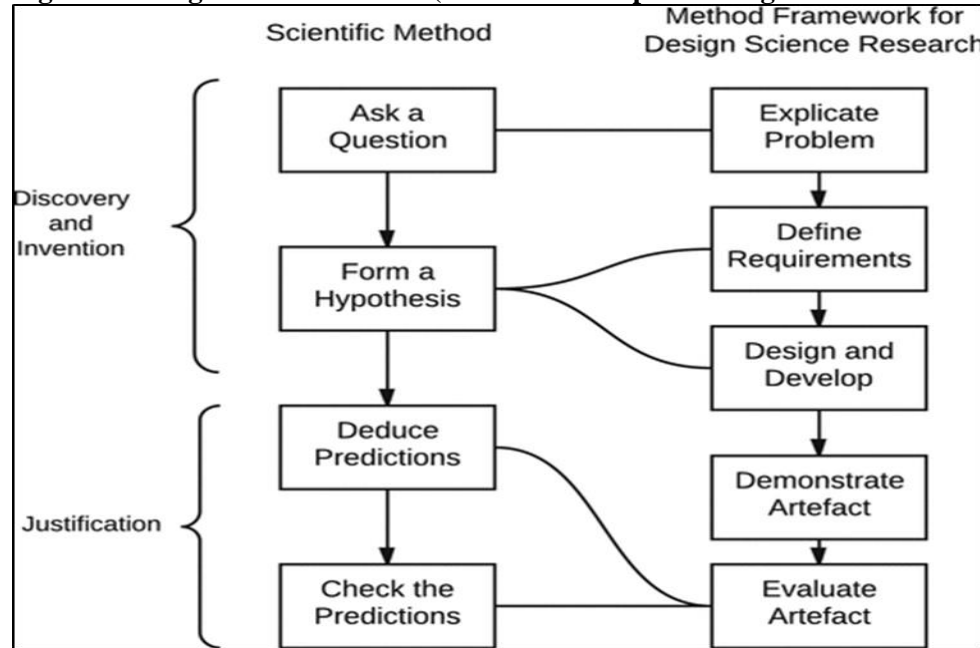 Scientific Method
Method Framework for
Design Science Research
Ask a
Question
Explicate
Problem
Discovery
and
Invention
Define
Requirements
Form a
Hypothesis
Design and
Develop
Deduce
Predictions
Demonstrate
Artefact
Justification
Check the
Predictions
Evaluate
Artefact